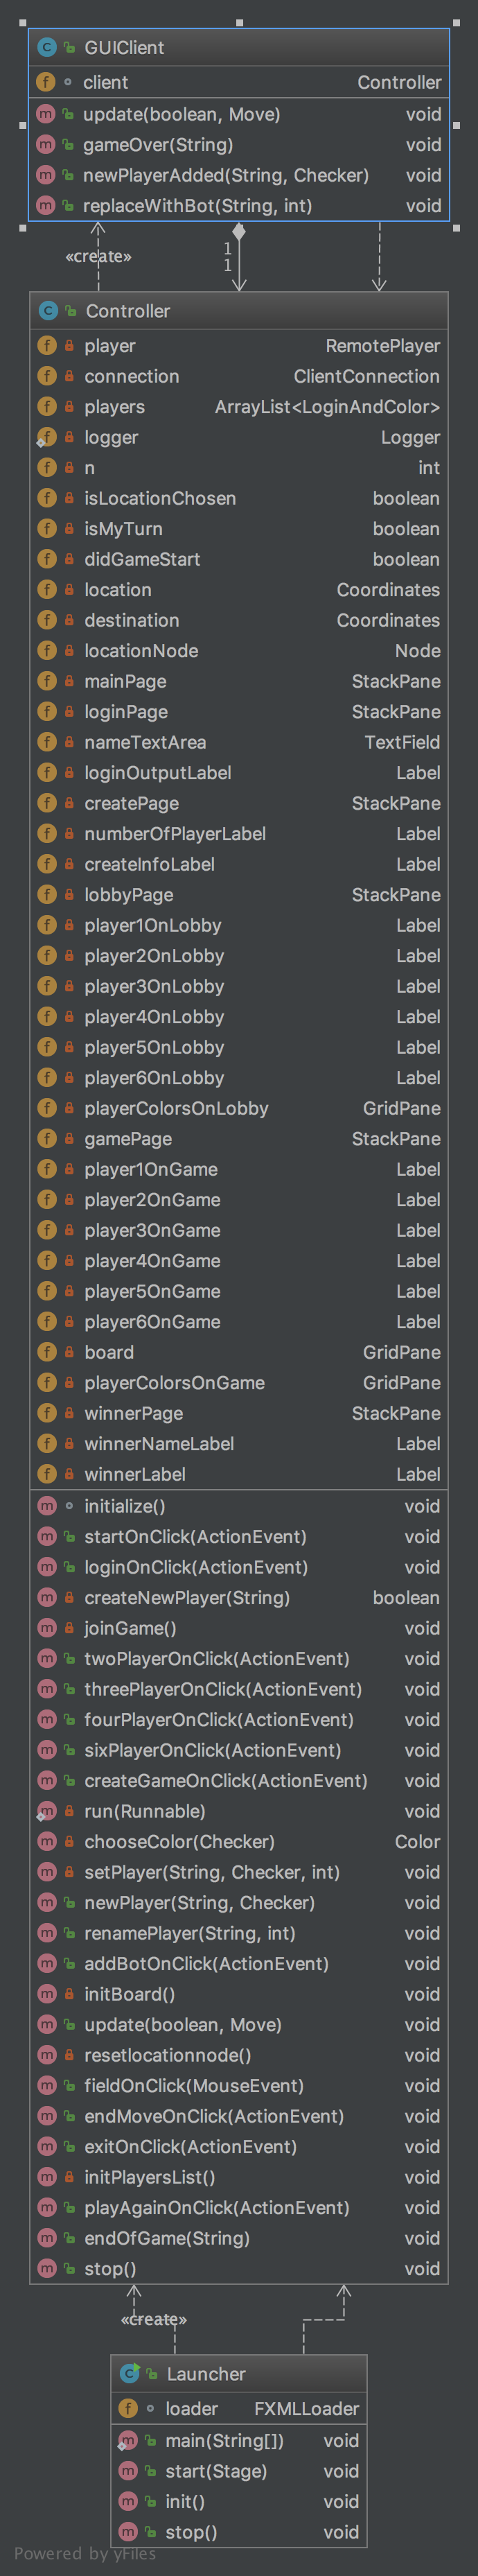 C GUIClient
f client Controller
m update(boolean, Move) void
m gameOver(String) void
m newPlayerAdded(String, Checker) void
m replaceWithBot(String, int) void
«create» 1
1
C Controller
f player RemotePlayer
f connection ClientConnection
f players ArrayList<LoginAndColor>
f logger Logger
f n int
f isLocationChosen boolean
f isMyTurn boolean
f didGameStart boolean
f location Coordinates
f destination Coordinates
f locationNode Node
f mainPage StackPane
f loginPage StackPane
f nameTextArea TextField
f loginOutputLabel Label
f createPage StackPane
f numberOfPlayerLabel Label
f createInfoLabel Label
f lobbyPage StackPane
f player1OnLobby Label
f player2OnLobby Label
f player3OnLobby Label
f player4OnLobby Label
f player5OnLobby Label
f player6OnLobby Label
f playerColorsOnLobby GridPane
f gamePage StackPane
f player1OnGame Label
f player2OnGame Label
f player3OnGame Label
f player4OnGame Label
f player5OnGame Label
f player6OnGame Label
f board GridPane
f playerColorsOnGame GridPane
f winnerPage StackPane
f winnerNameLabel Label
f winnerLabel Label
m initialize() void
m startOnClick(ActionEvent) void
m loginOnClick(ActionEvent) void
m createNewPlayer(String) boolean
m joinGame() void
m twoPlayerOnClick(ActionEvent) void
m threePlayerOnClick(ActionEvent) void
m fourPlayerOnClick(ActionEvent) void
m sixPlayerOnClick(ActionEvent) void
m createGameOnClick(ActionEvent) void
m run(Runnable) void
m chooseColor(Checker) Color
m setPlayer(String, Checker, int) void
m newPlayer(String, Checker) void
m renamePlayer(String, int) void
m addBotOnClick(ActionEvent) void
m initBoard() void
m update(boolean, Move) void
m resetlocationnode() void
m fieldOnClick(MouseEvent) void
m endMoveOnClick(ActionEvent) void
m exitOnClick(ActionEvent) void
m initPlayersList() void
m playAgainOnClick(ActionEvent) void
m endOfGame(String) void
m stop() void
«create»
C Launcher
f loader FXMLLoader
m main(String[]) void
m start(Stage) void
m init() void
m stop() void
Powered by yFiles